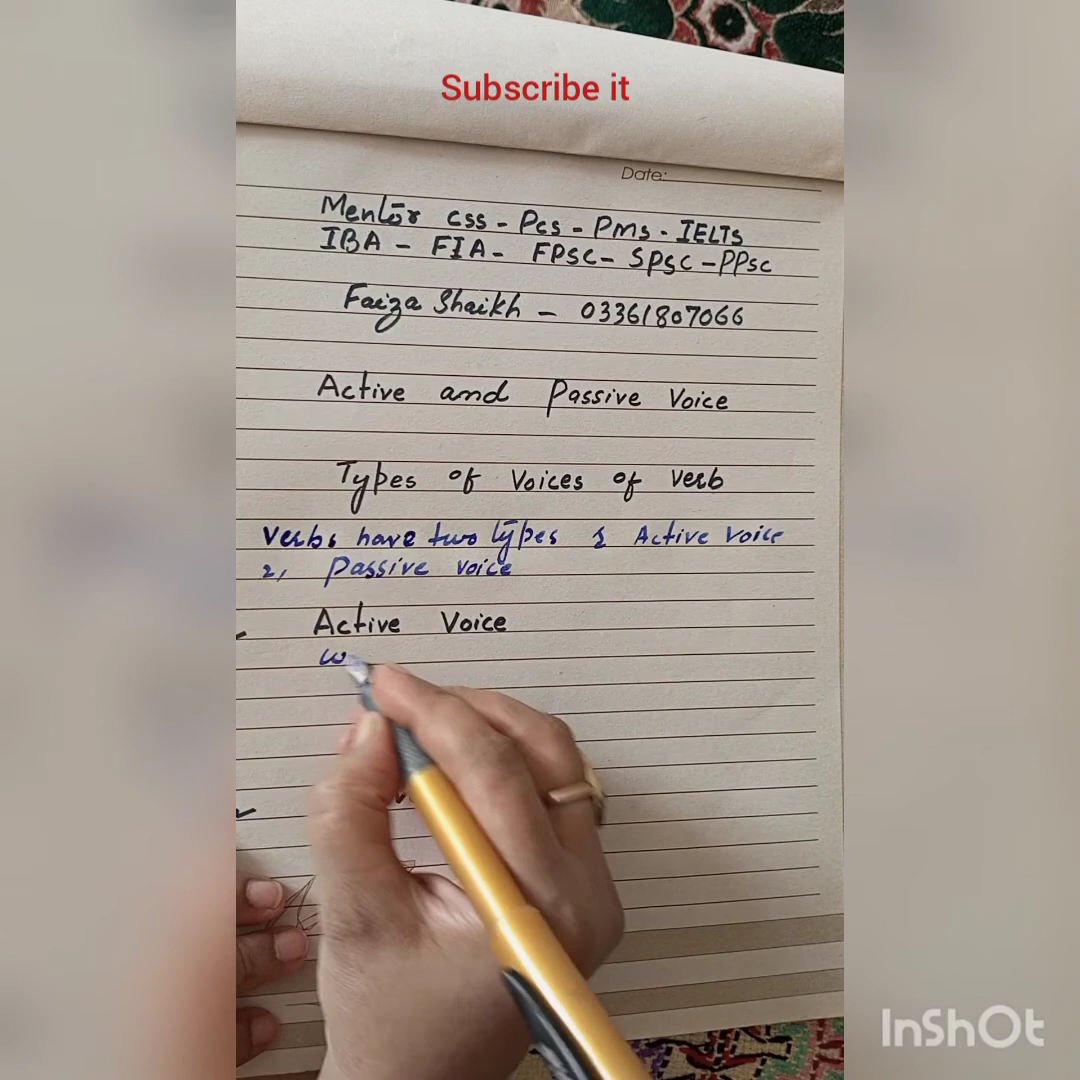 Subscribe it
Date:
Mentor CSS - PCS - PMS - IELTS
IBA - FIA - FPSC - SPSC - PPSC
Faiza Shaikh - 03361807066
Active and Passive Voice
Types of Voices of verb
Verbs have two types 1 Active voice
2, Passive voice
Active Voice
w
InShOt